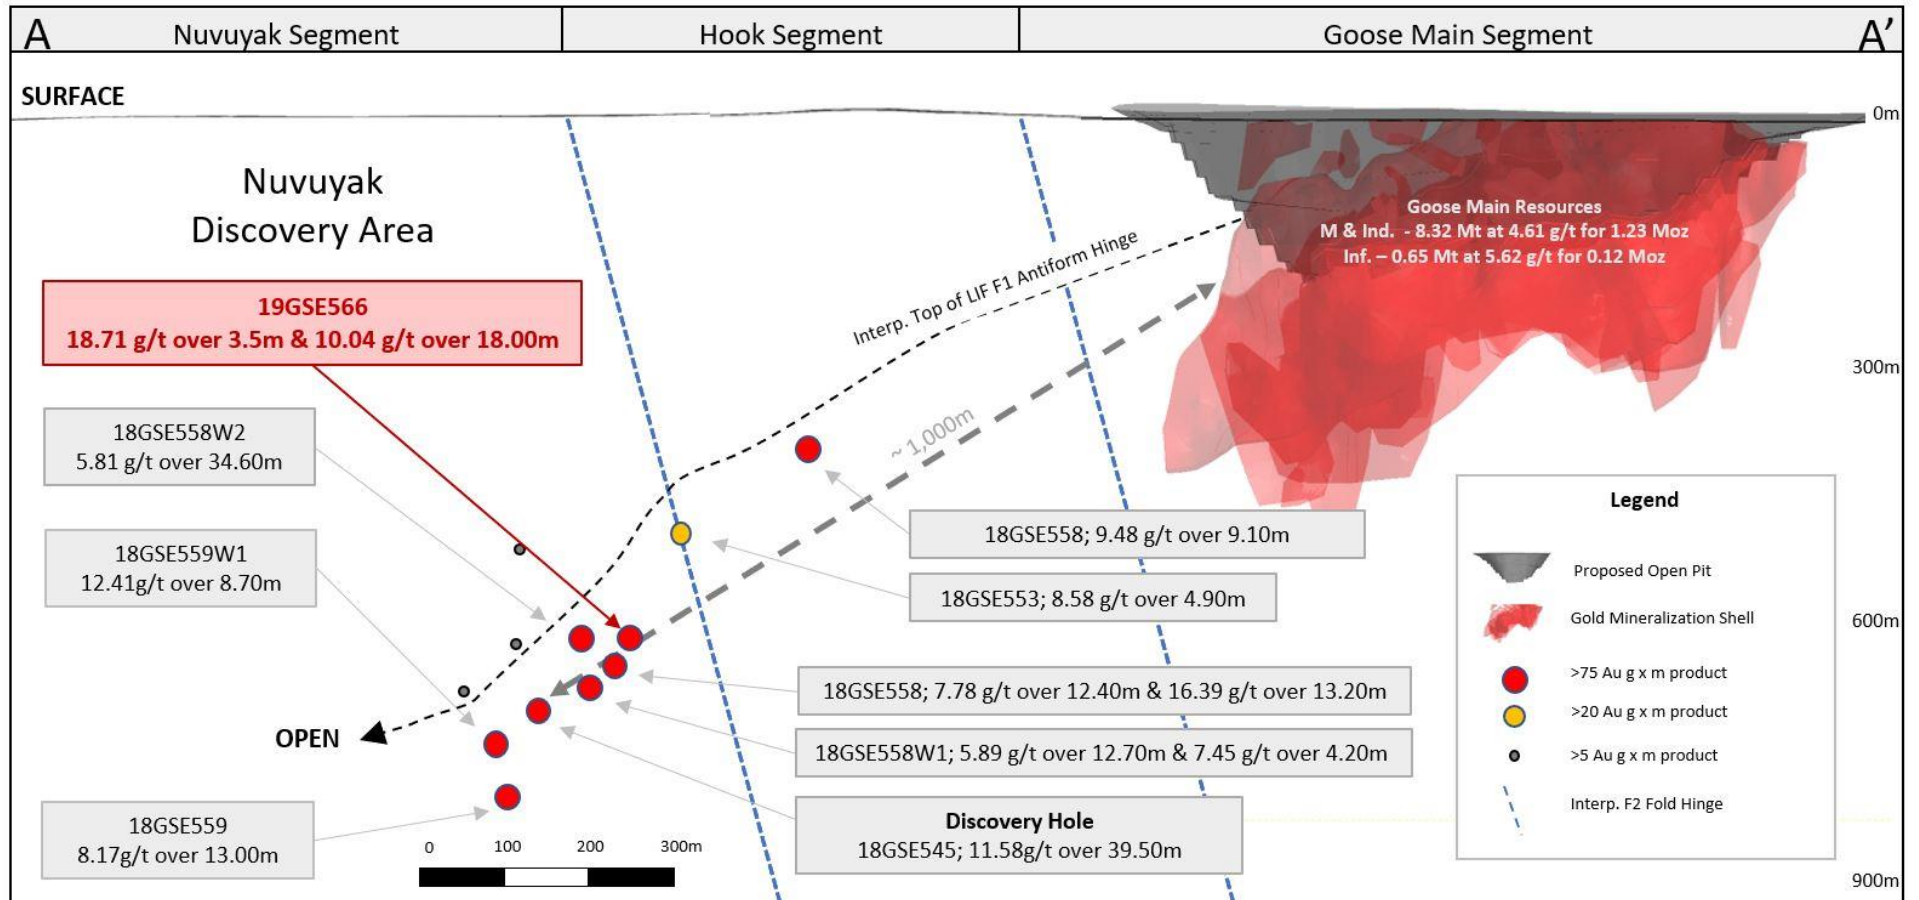 A
Nuvuyak Segment
Hook Segment
Goose Main Segment
A'
SURFACE
0m
Nuvuyak
Discovery Area
Goose Main Resources
M & Ind.  - 8.32 Mt at 4.61 g/t for 1.23 Moz
Inf. – 0.65 Mt at 5.62 g/t for 0.12 Moz
Interp. Top of LIF F1 Antiform Hinge
19GSE566
18.71 g/t over 3.5m & 10.04 g/t over 18.00m
300m
18GSE558W2
5.81 g/t over 34.60m
~ 1,000m
18GSE559W1
12.41g/t over 8.70m
18GSE558; 9.48 g/t over 9.10m
18GSE553; 8.58 g/t over 4.90m
18GSE558; 7.78 g/t over 12.40m & 16.39 g/t over 13.20m
18GSE558W1; 5.89 g/t over 12.70m & 7.45 g/t over 4.20m
Discovery Hole
18GSE545; 11.58g/t over 39.50m
OPEN
18GSE559
8.17g/t over 13.00m
0
100
200
300m
Legend
Proposed Open Pit
Gold Mineralization Shell
>75 Au g x m product
>20 Au g x m product
>5 Au g x m product
Interp. F2 Fold Hinge
600m
900m